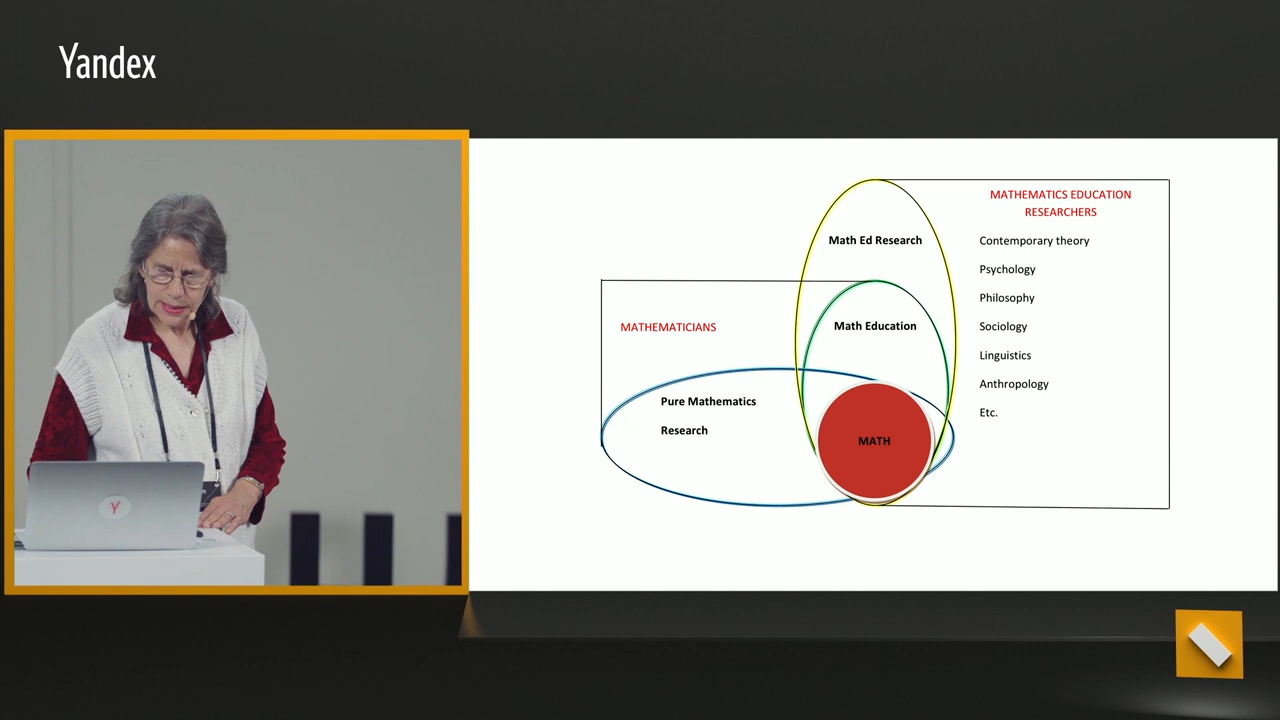 Yandex
MATHEMATICS EDUCATION
RESEARCHERS
Math Ed Research
Contemporary theory
Psychology
Philosophy
MATHEMATICIANS
Math Education
Sociology
Linguistics
Anthropology
Pure Mathematics
Etc.
Research
MATH
Y